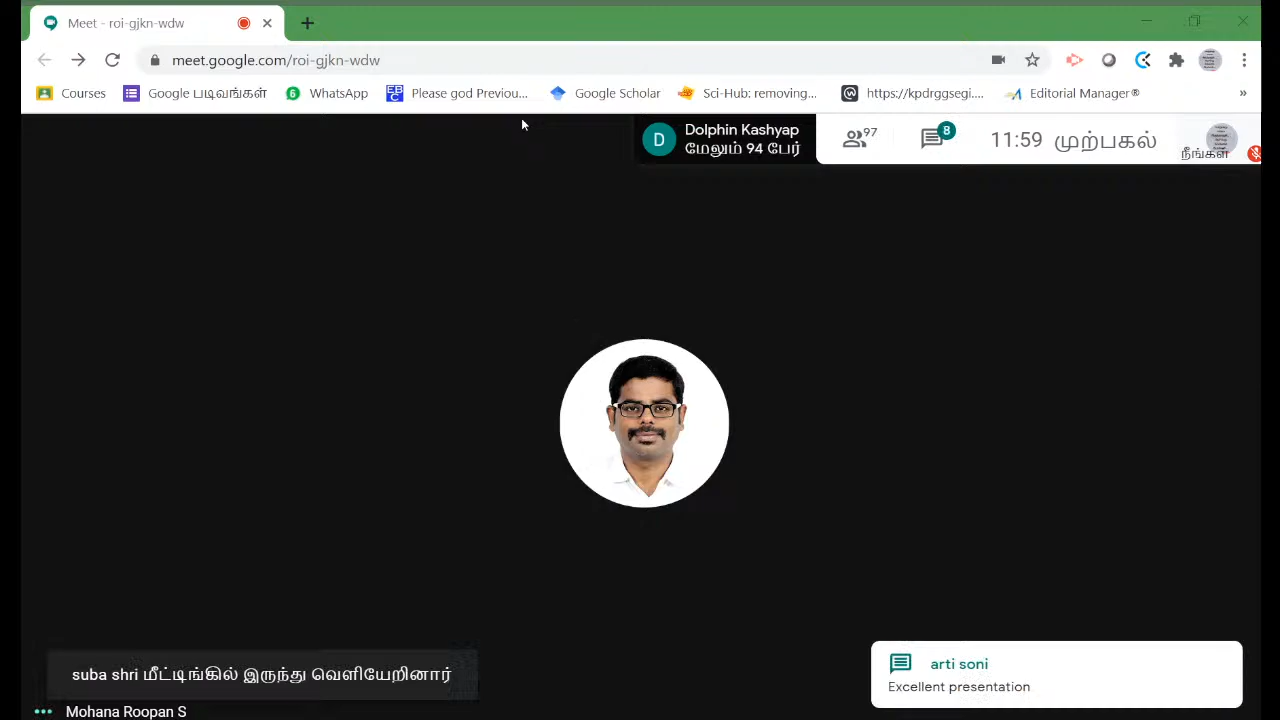 Meet - roi-gjkn-wdw
meet.google.com/roi-gjkn-wdw
Courses Google படிவங்கள் 6 WhatsApp EBC Please god Previou... Google Scholar Sci-Hub: removing... https://kpdrggsegi.... Editorial Manager® »
D Dolphin Kashyap
மேலும் 94 பேர்
97 8 11:59 முற்பகல்
நீங்கள்
suba shri மீட்டிங்கில் இருந்து வெளியேறினார்
arti soni
Excellent presentation
Mohana Roopan S